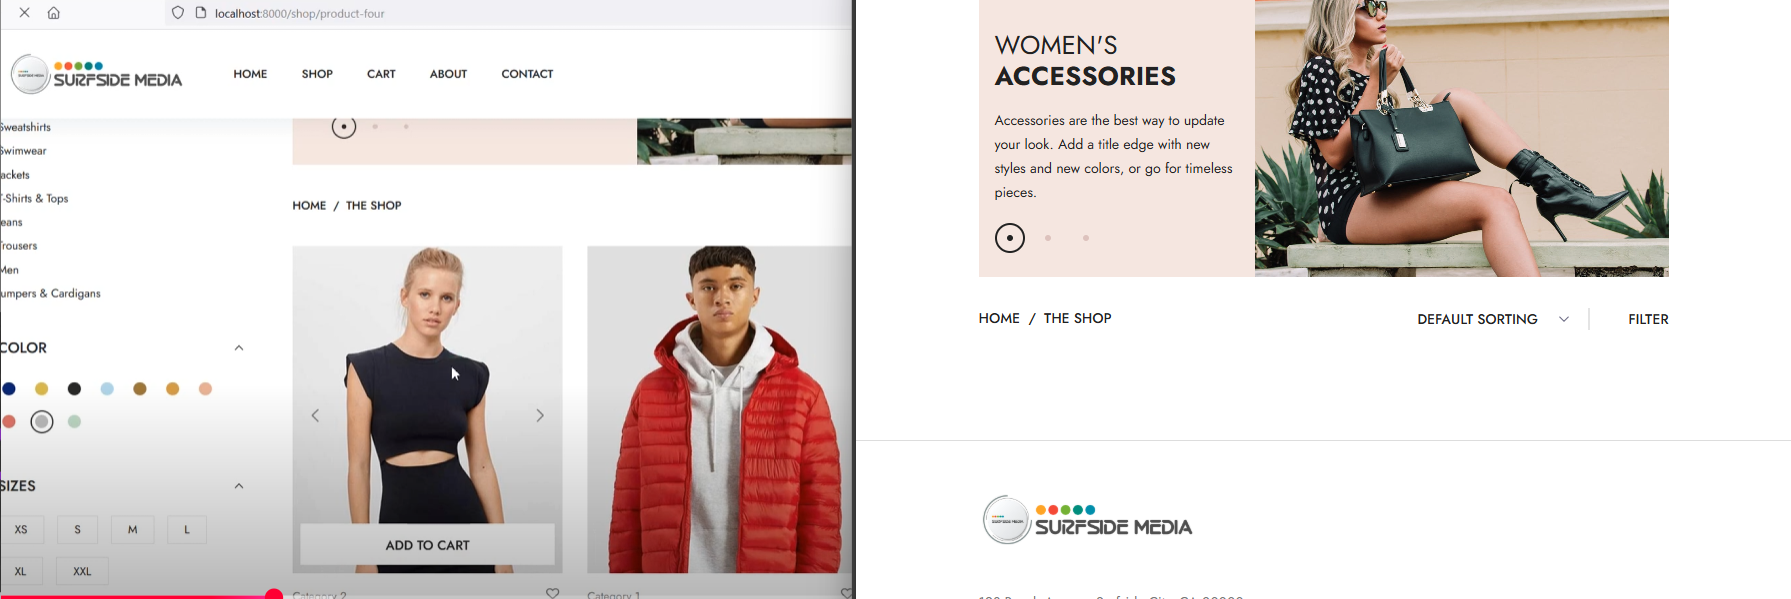 localhost:8000/shop/product-four
SURFSIDE MEDIA
HOME
SHOP
CART
ABOUT
CONTACT
Sweatshirts
Swimwear
ackets
T-Shirts & Tops
eans
Trousers
Men
umpers & Cardigans
COLOR
SIZES
XS
S
M
L
XL
XXL
HOME / THE SHOP
ADD TO CART
Category 2
Category 1
WOMEN'S
ACCESSORIES
Accessories are the best way to update
your look. Add a title edge with new
styles and new colors, or go for timeless
pieces.
HOME / THE SHOP
DEFAULT SORTING
FILTER
SURFSIDE MEDIA